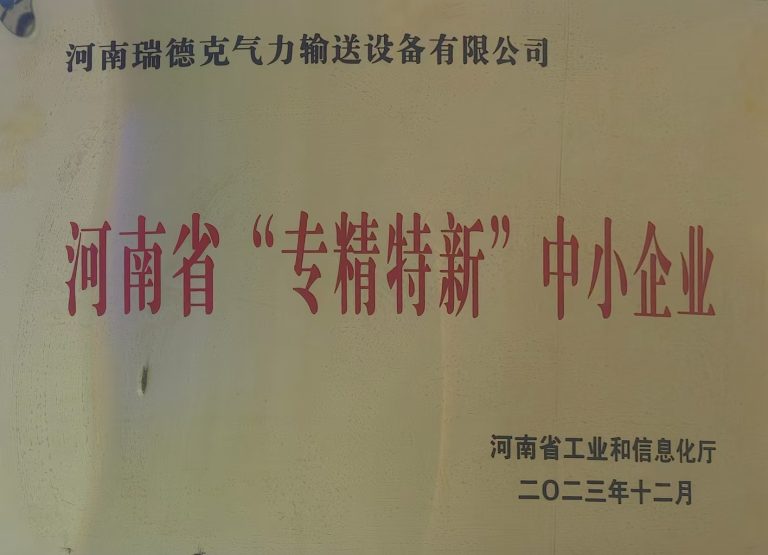 河南瑞德克气力输送设备有限公司
河南省“专精特新”中小企业
河南省工业和信息化厅
二〇二三年十二月